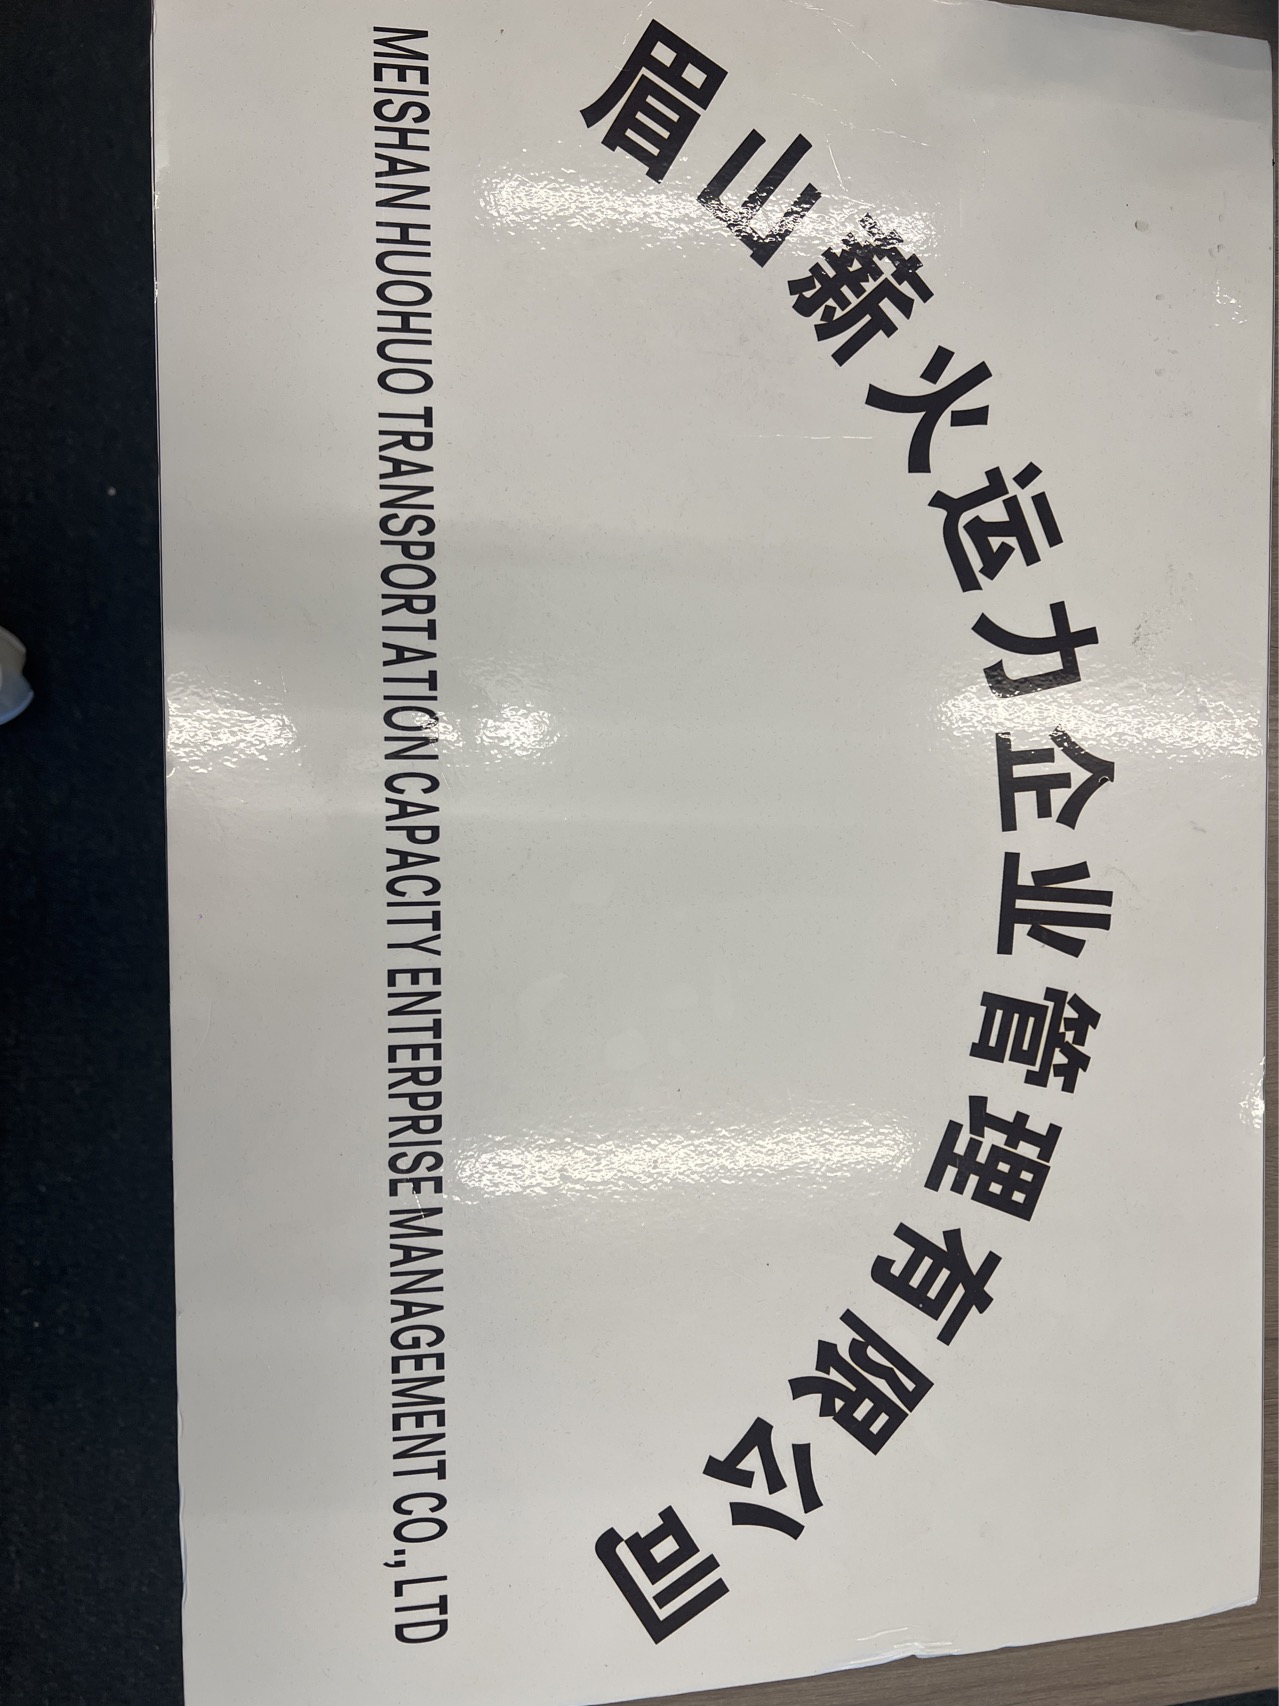 眉山薪火运力企业管理有限公司
MEISHAN HUOHUO TRANSPORTATION CAPACITY ENTERPRISE MANAGEMENT CO., LTD